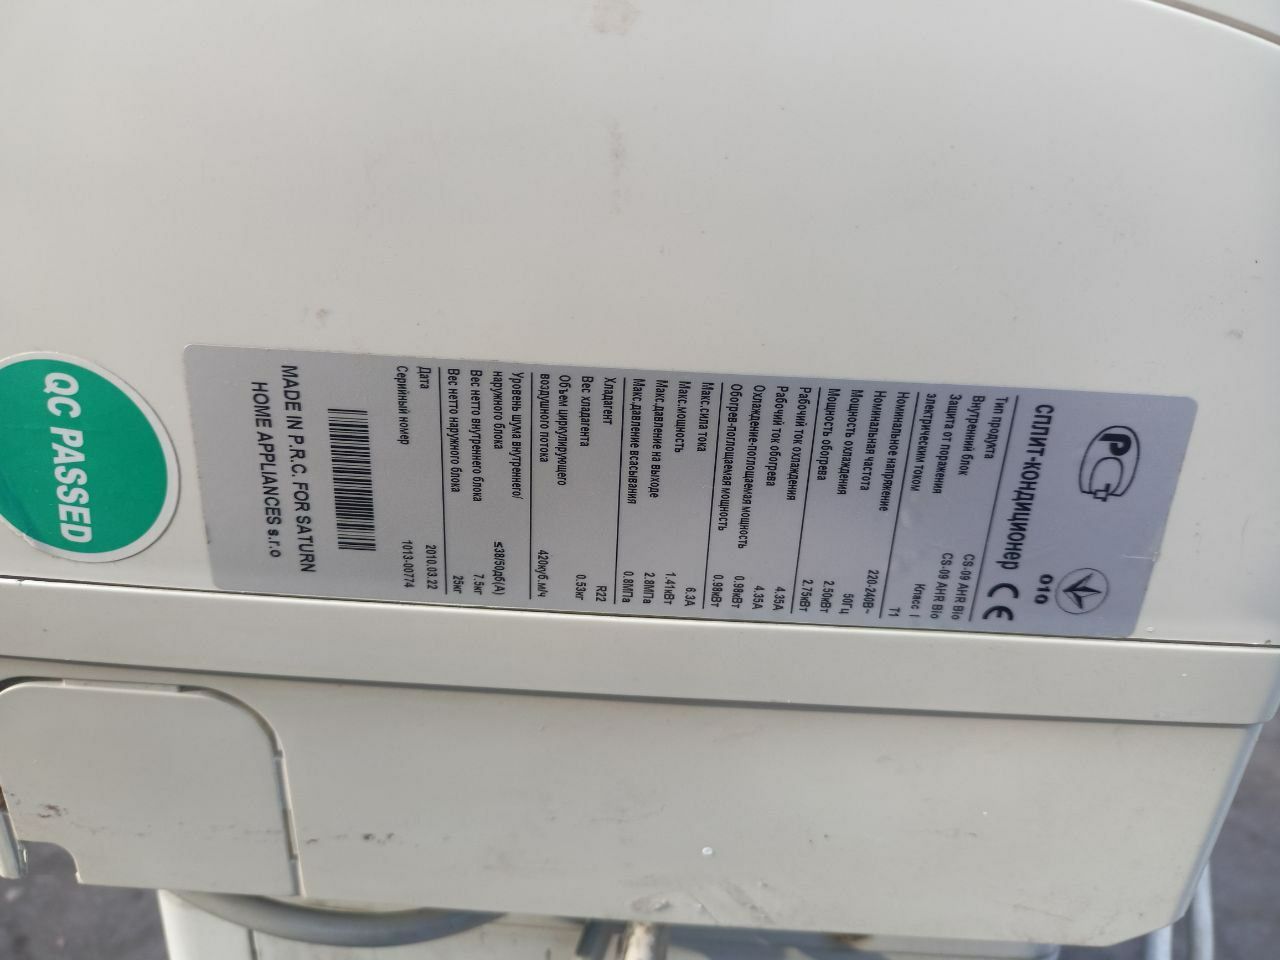 РСТ
010
СПЛИТ-КОНДИЦИОНЕР CE
Тип продукта CS-09 AHR Bio
Внутренний блок CS-09 AHR Bio
Защита от поражения
электрическим током Класс I
T1
Номинальное напряжение 220-240В~
Номинальная частота 50Гц
Мощность охлаждения 2.50кВт
Мощность обогрева 2.75кВт
Рабочий ток охлаждения 4.35А
Рабочий ток обогрева 4.35А
Охлаждение-поглощаемая мощность 0.98кВт
Обогрев-поглощаемая мощность 0.98кВт
Макс.сила тока 6.3А
Макс.мощность 1.41кВт
Макс.давление на выходе 2.8МПа
Макс.давление всасывания 0.8МПа
Хладагент R22
Вес хладагента 0.53кг
Объем циркулирующего
воздушного потока 420куб.м/ч
Уровень шума внутреннего/
наружного блока ≤38/50дб(А)
Вес нетто внутреннего блока 7.5кг
Вес нетто наружного блока 25кг
Дата 2010.03.22
Серийный номер 1013-00774
MADE IN P.R.C. FOR SATURN
HOME APPLIANCES s.r.o
QC PASSED